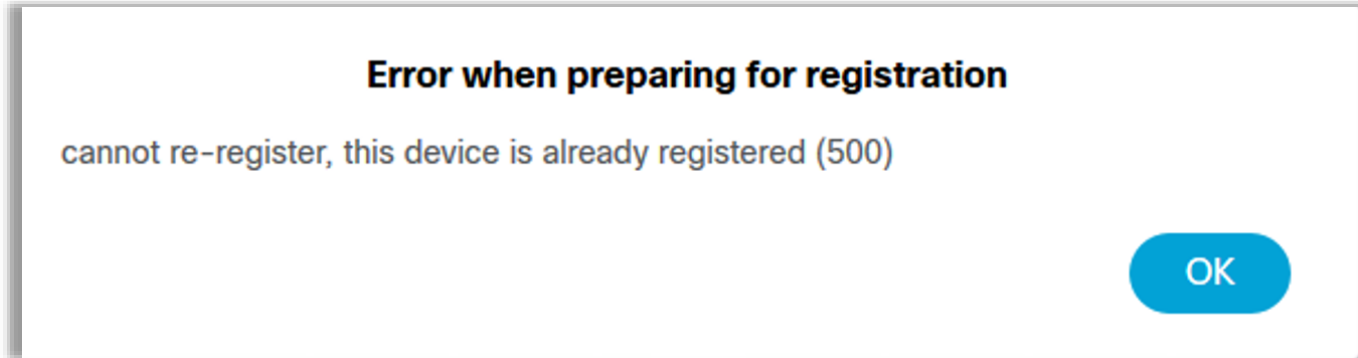 Error when preparing for registration
cannot re-register, this device is already registered (500)
OK